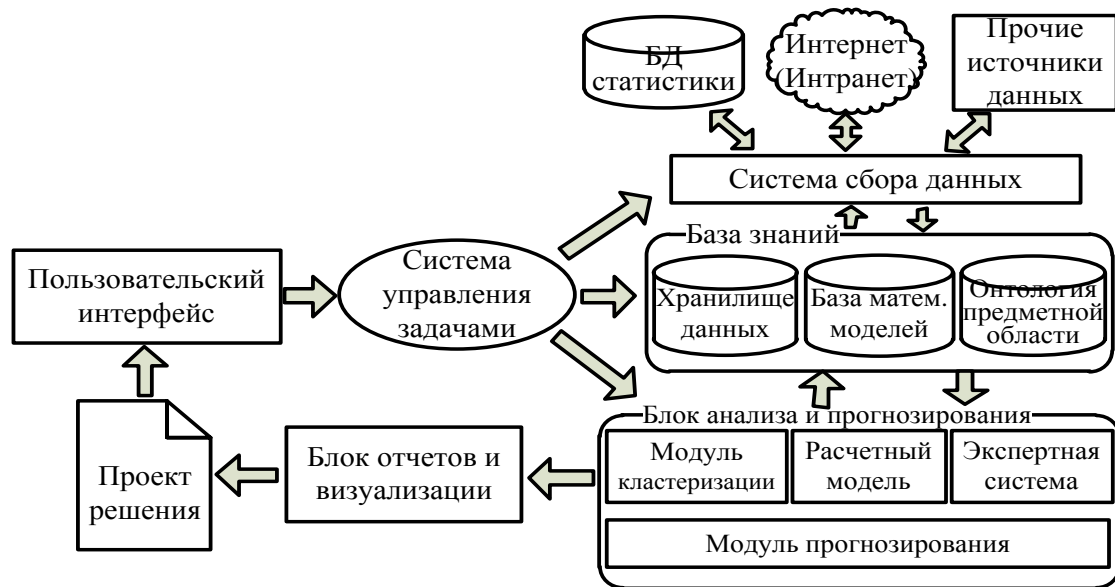 БД
статистики
Интернет
(Интранет)
Прочие
источники
данных
Система сбора данных
База знаний
Хранилище
данных
База матем.
моделей
Онтология
предметной
области
Пользовательский
интерфейс
Система
управления
задачами
Блок анализа и прогнозирования
Модуль
кластеризации
Расчетный
модель
Экспертная
система
Модуль прогнозирования
Блок отчетов и
визуализации
Проект
решения